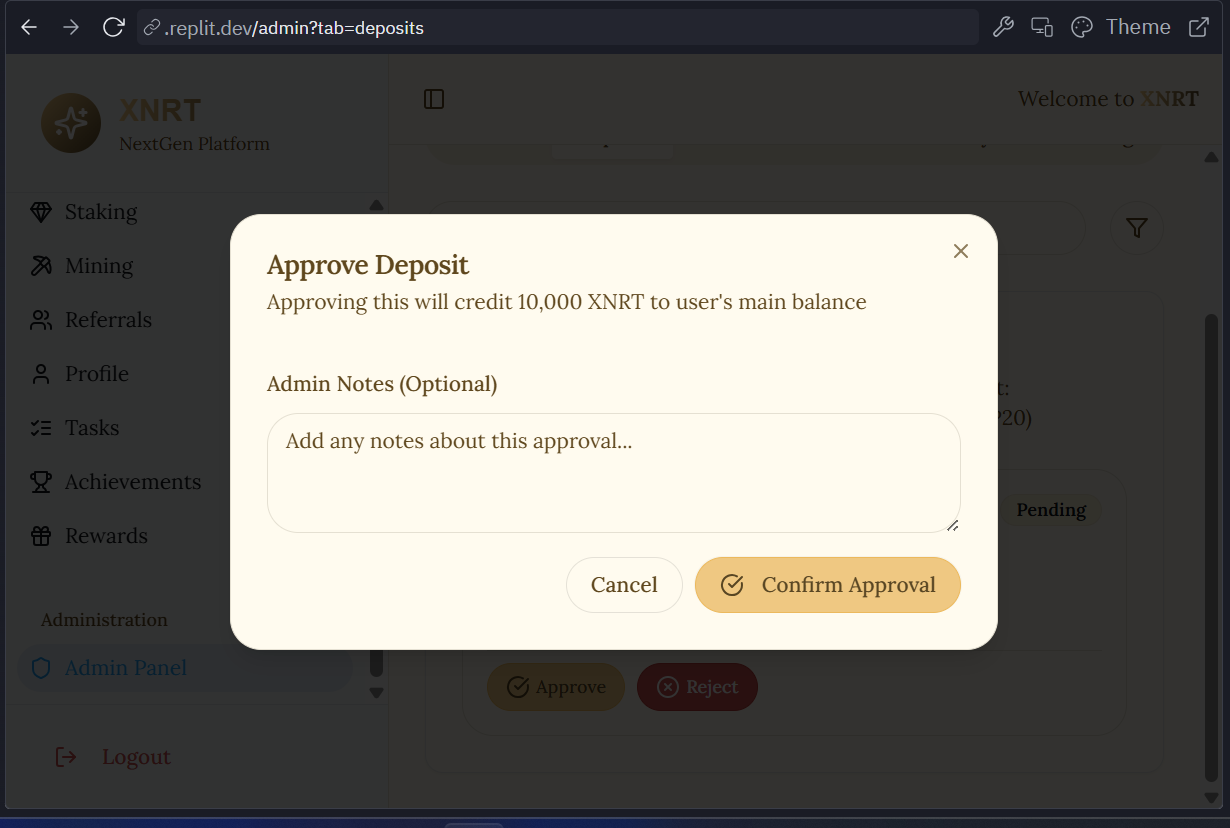 .replit.dev/admin?tab=deposits
Theme
XNRT
NextGen Platform
Welcome to XNRT
Staking
Mining
Referrals
Profile
Tasks
Achievements
Rewards
Administration
Admin Panel
Logout
Approve Deposit
Approving this will credit 10,000 XNRT to user's main balance
Admin Notes (Optional)
Add any notes about this approval...
Cancel
Confirm Approval
t:
P20)
Pending
Approve
Reject